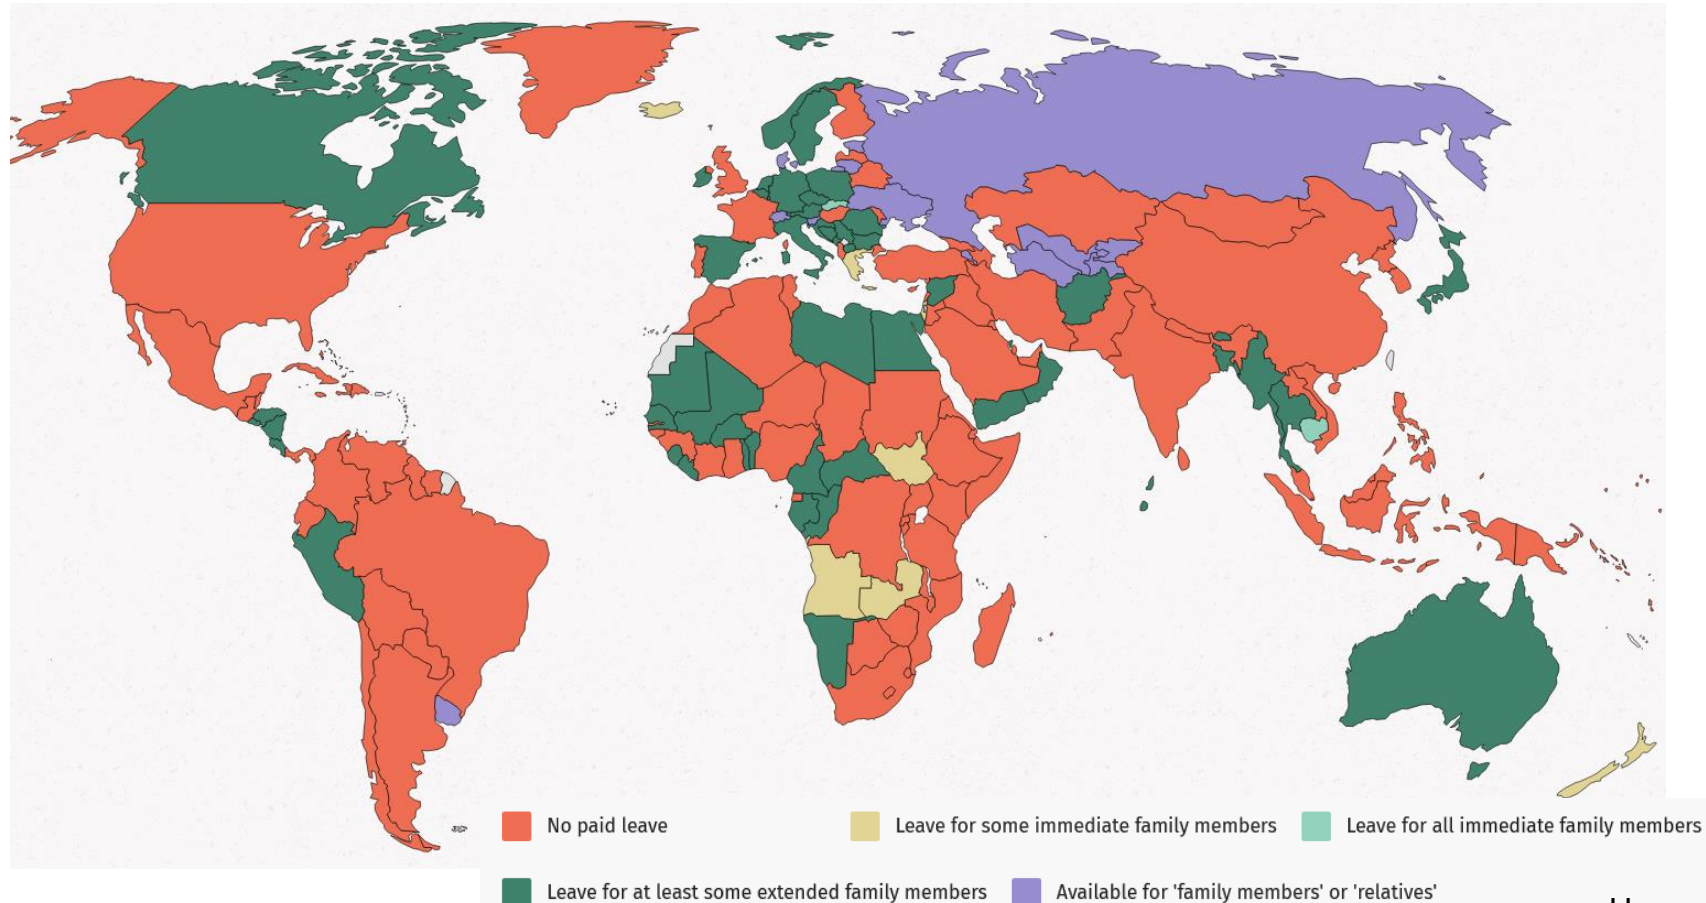 No paid leave
Leave for some immediate family members
Leave for all immediate family members
Leave for at least some extended family members
Available for 'family members' or 'relatives'